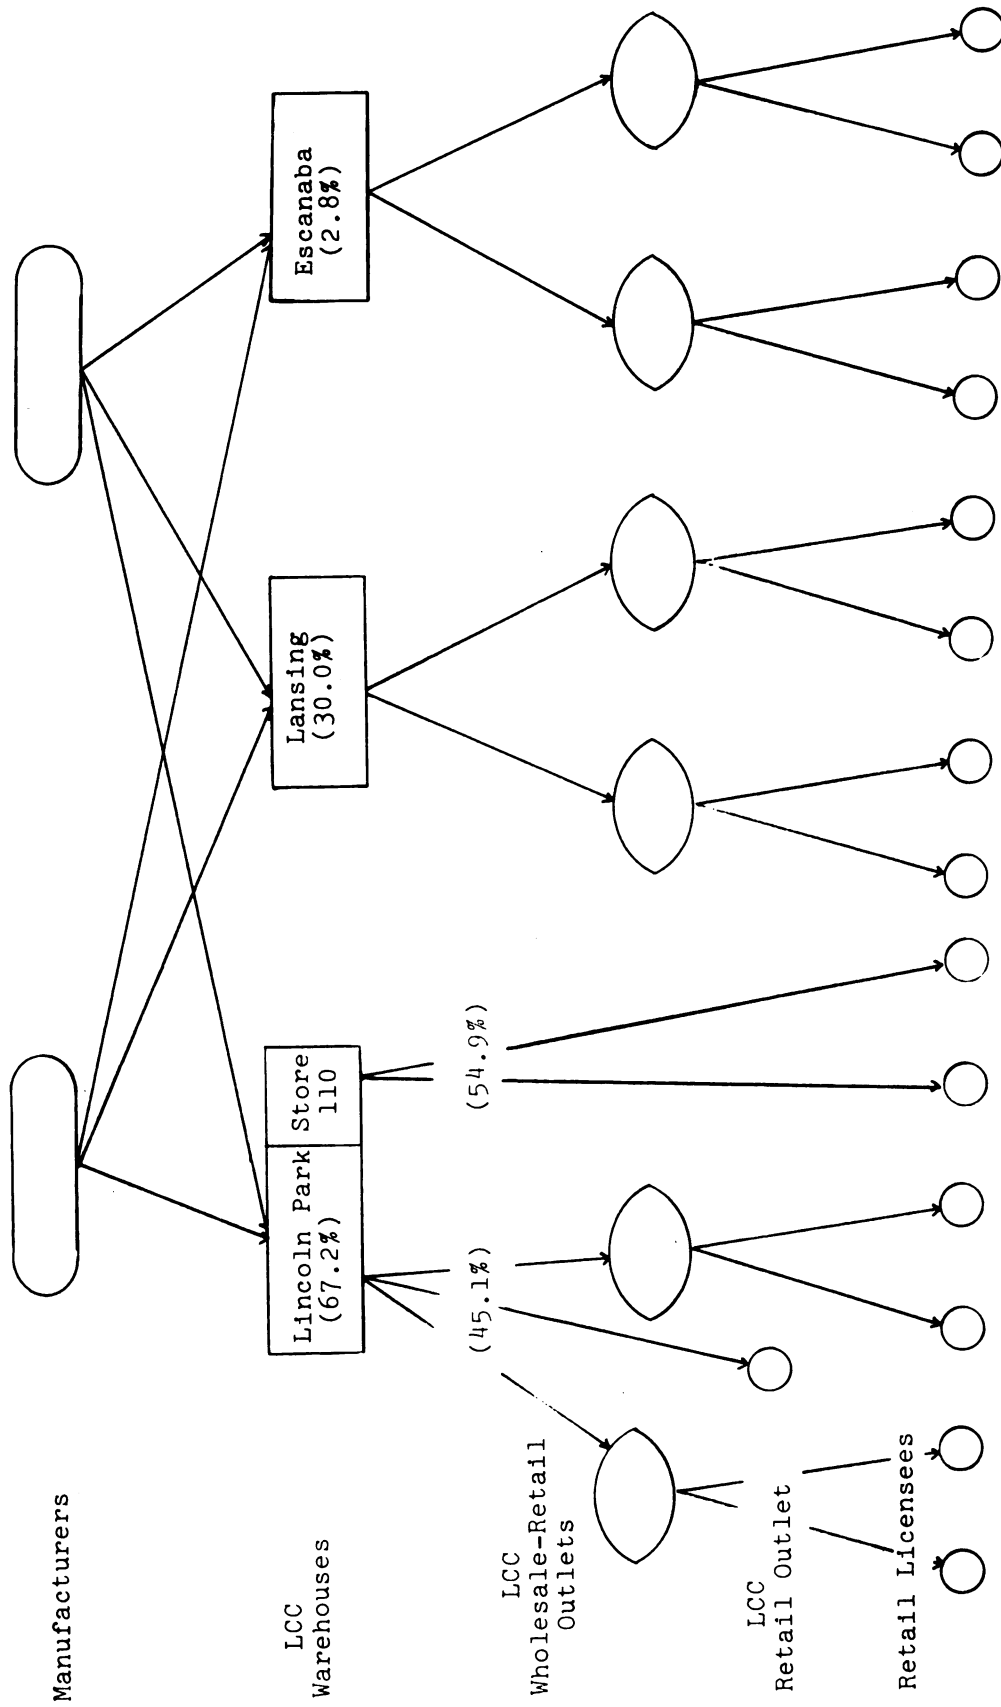 Manufacturers
LCC
Warehouses
Lincoln Park
(67.2%)
Store
110
Lansing
(30.0%)
Escanaba
(2.8%)
(45.1%)
(54.9%)
LCC
Wholesale-Retail
Outlets
LCC
Retail Outlet
Retail Licensees